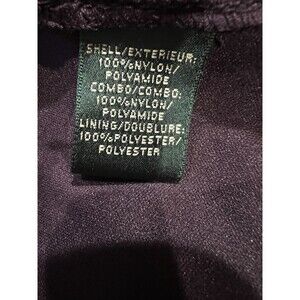 SHELL/EXTERIEUR:
100%NYLON/
POLYAMIDE
COMBO/COMBO:
100%NYLON/
POLYAMIDE
LINING/DOUBLURE:
100%POLYESTER/
POLYESTER